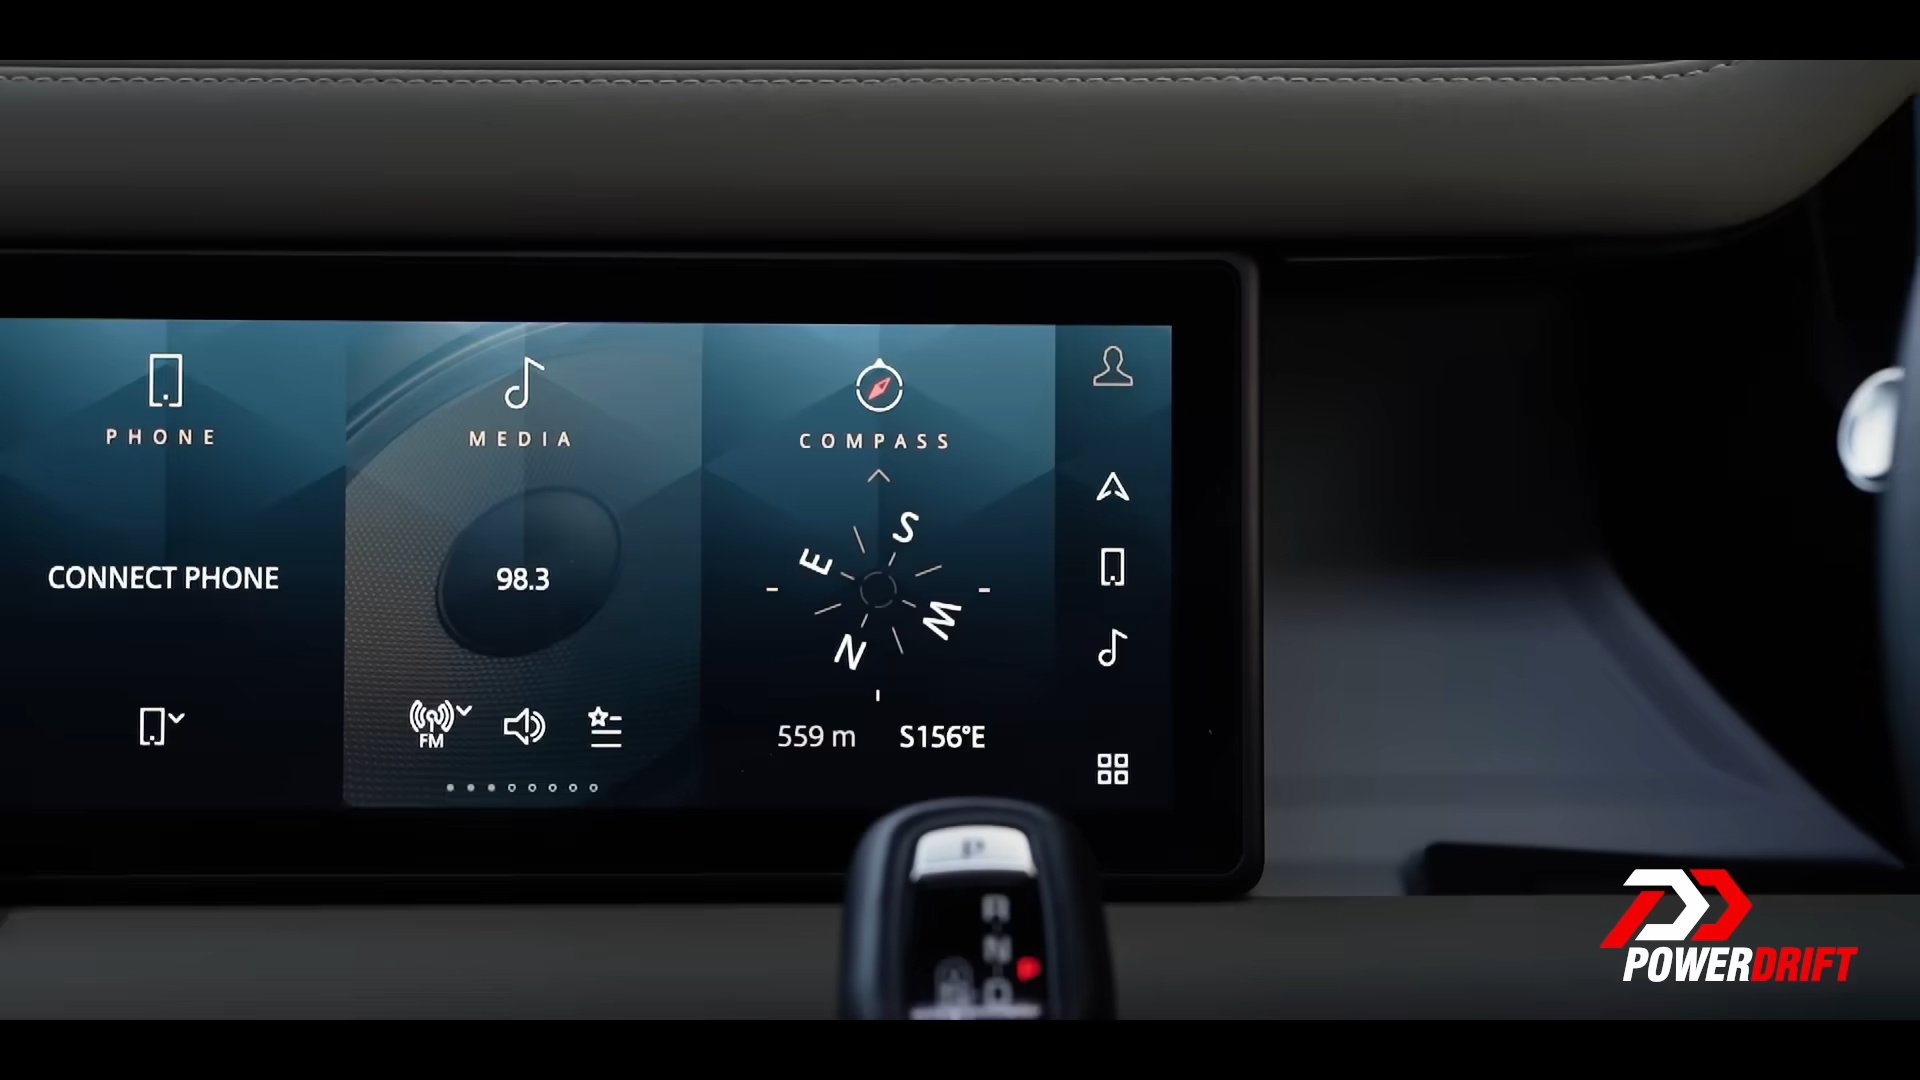 PHONE
MEDIA
COMPASS
S
E
CONNECT PHONE
98.3
W
N
FM
559 m
S156°E
P
R
N
D
POWERDRIFT